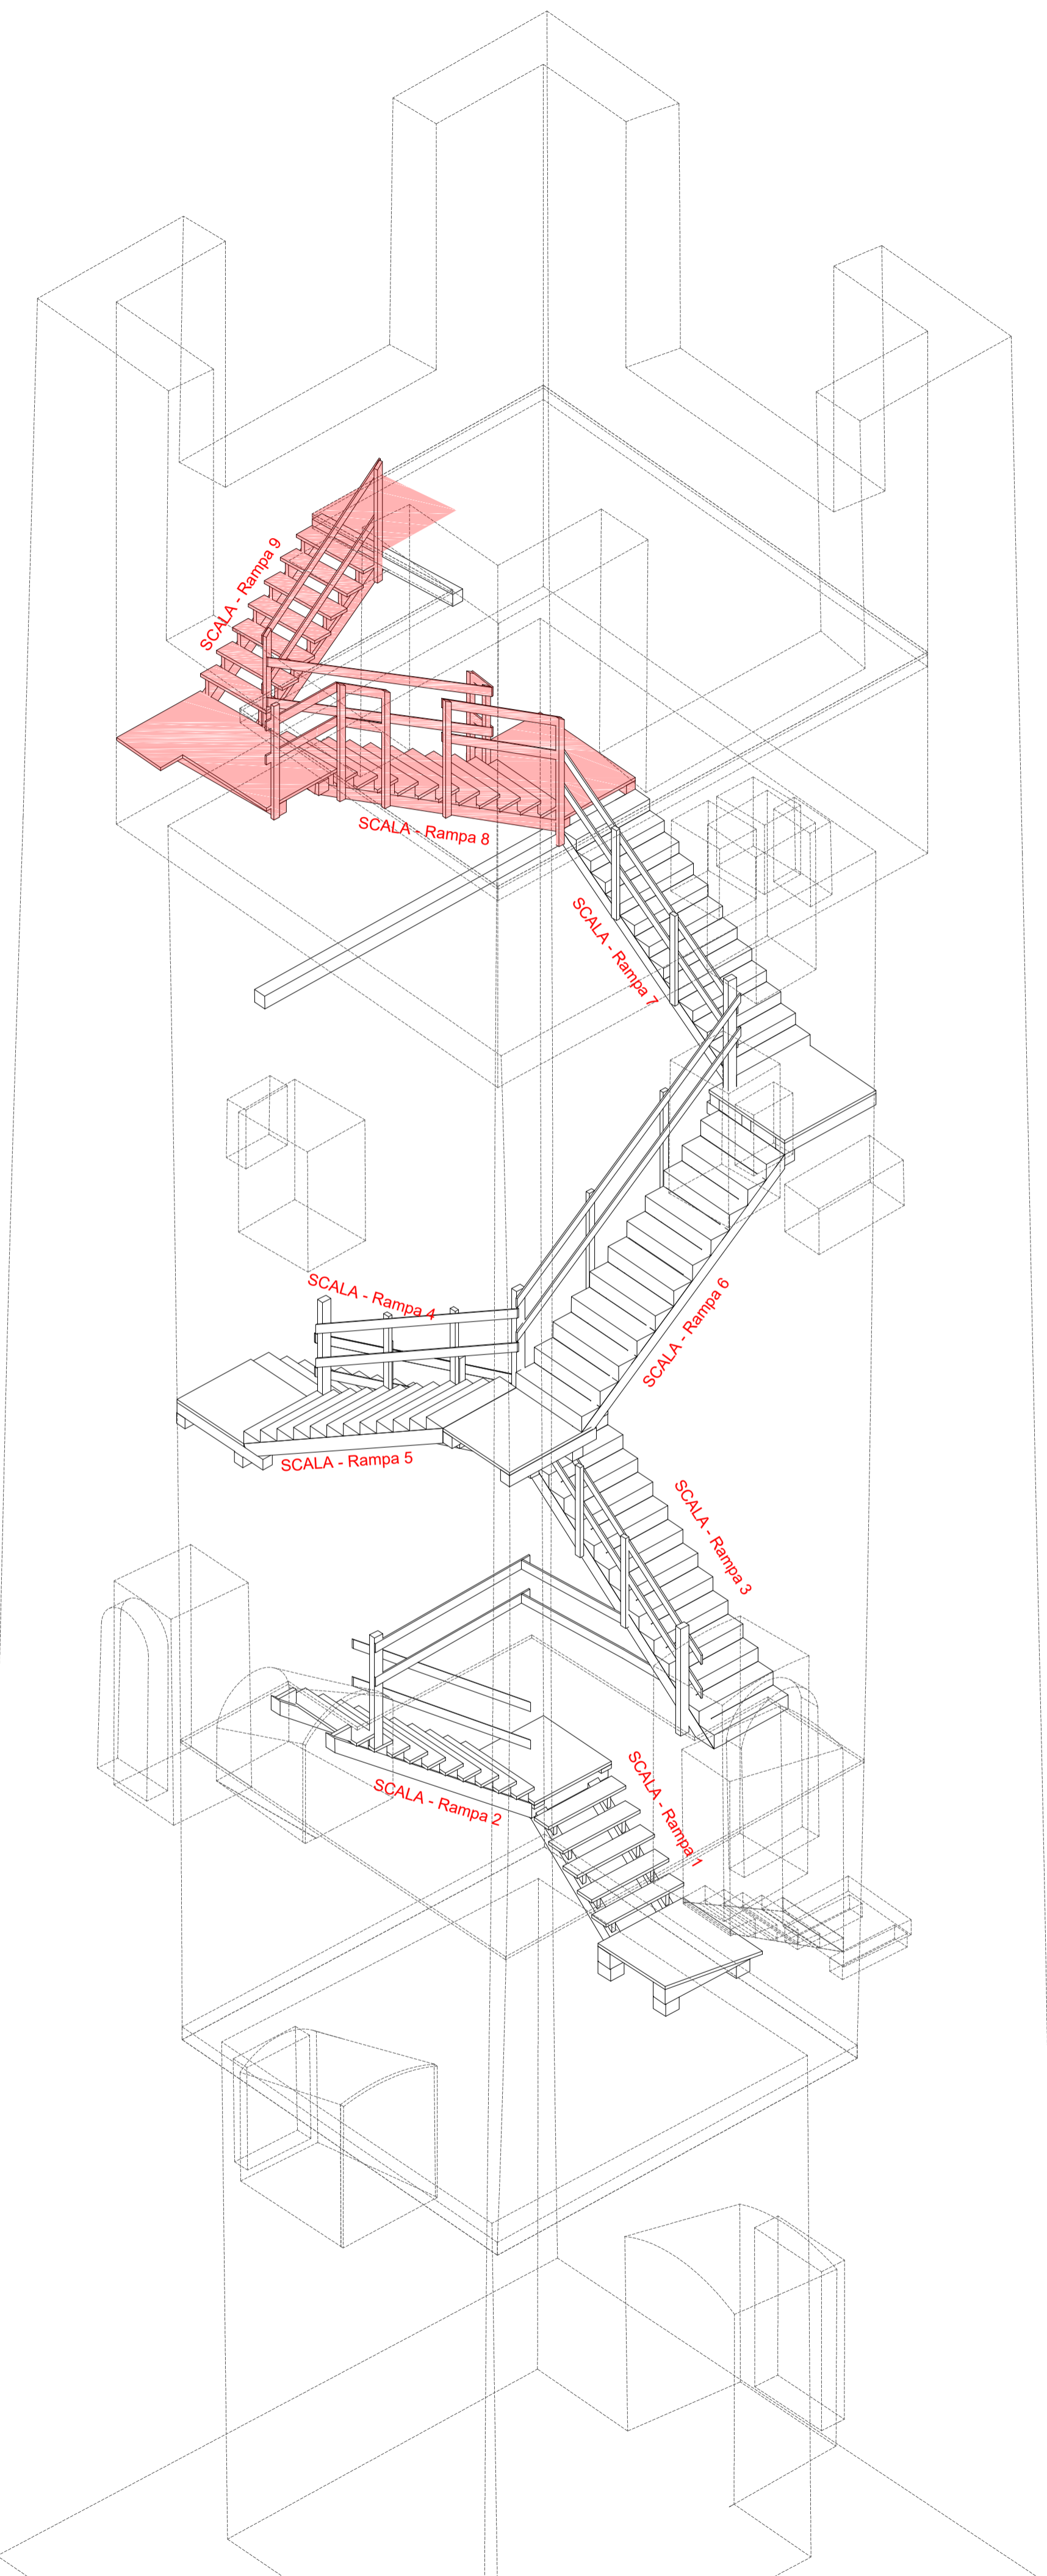 SCALA - Rampa 9
SCALA - Rampa 8
SCALA - Rampa 7
SCALA - Rampa 4
SCALA - Rampa 6
SCALA - Rampa 5
SCALA - Rampa 3
SCALA - Rampa 2
SCALA - Rampa 1